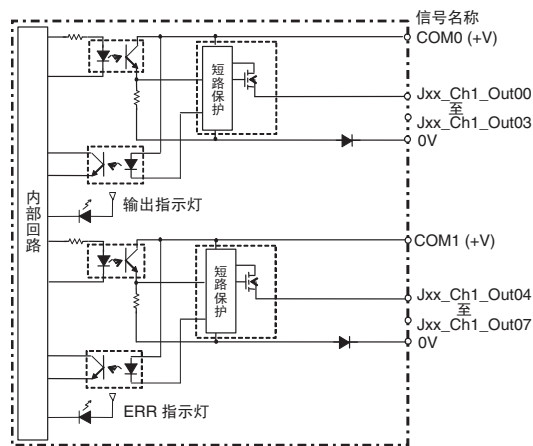 信号名称
COM0 (+V)
短路保护
Jxx_Ch1_Out00
至
Jxx_Ch1_Out03
0V
内部回路
输出指示灯
COM1 (+V)
短路保护
Jxx_Ch1_Out04
至
Jxx_Ch1_Out07
0V
ERR 指示灯